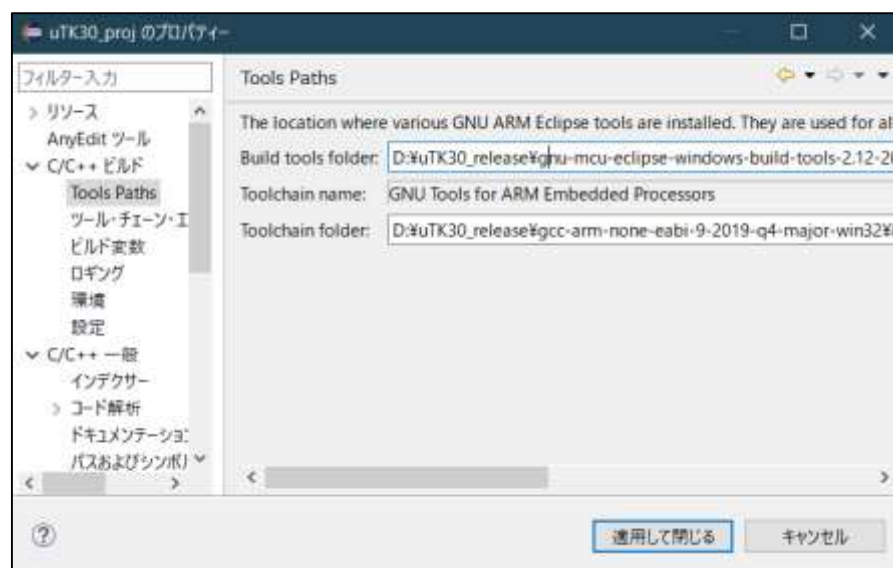 uTK30_proj のプロパティー
フィルター入力
Tools Paths
リソース
AnyEdit ツール
C/C++ ビルド
Tools Paths
ツール・チェーン・エ
ビルド変数
ロギング
環境
設定
C/C++ 一般
インデクサー
コード解析
ドキュメンテーション
パスおよびシンボル
The location where various GNU ARM Eclipse tools are installed. They are used for al
Build tools folder: D:¥uTK30_release¥gnu-mcu-eclipse-windows-build-tools-2.12-20
Toolchain name: GNU Tools for ARM Embedded Processors
Toolchain folder: D:¥uTK30_release¥gcc-arm-none-eabi-9-2019-q4-major-win32¥
適用して閉じる
キャンセル